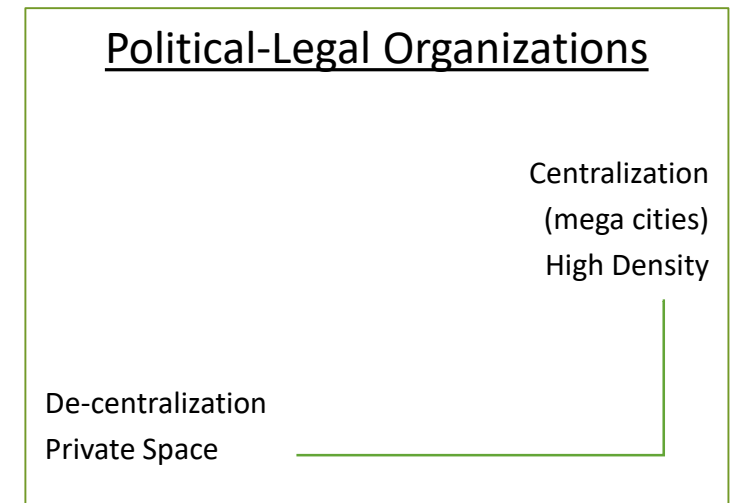 Political-Legal Organizations
Centralization
(mega cities)
High Density
De-centralization
Private Space